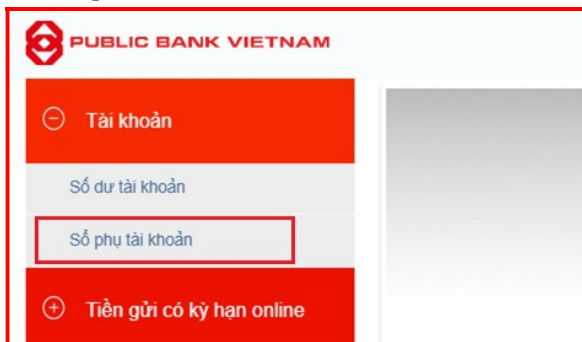 PUBLIC BANK VIETNAM
Tài khoản
Số dư tài khoản
Sổ phụ tài khoản
Tiền gửi có kỳ hạn online